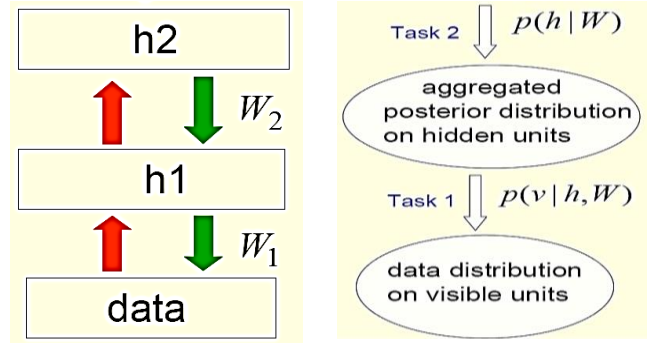 h2
W₂
h1
W₁
data
Task 2
p(h | W)
aggregated
posterior distribution
on hidden units
Task 1
p(v | h, W)
data distribution
on visible units